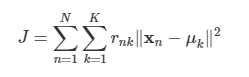 J = \sum_{n=1}^{N} \sum_{k=1}^{K} r_{nk} \|\mathbf{x}_n - \mu_k\|^2